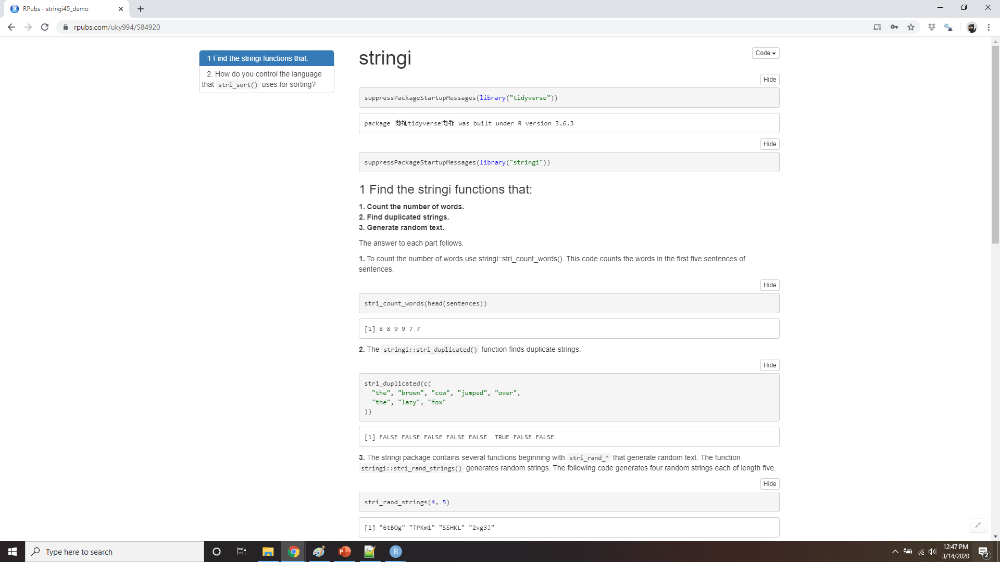 RPubs - stringi45_demo
rpubs.com/uky994/584920
1 Find the stringi functions that:
2. How do you control the language
that stri_sort() uses for sorting?
stringi
Code
Hide
suppressPackageStartupMessages(library("tidyverse"))
package 鈥榯idyverse鈥� was built under R version 3.6.3
Hide
suppressPackageStartupMessages(library("stringi"))
1 Find the stringi functions that:
1. Count the number of words.
2. Find duplicated strings.
3. Generate random text.
The answer to each part follows.
1. To count the number of words use stringi::stri_count_words(). This code counts the words in the first five sentences of
sentences.
Hide
stri_count_words(head(sentences))
[1] 8 8 9 9 7 7
2. The stringi::stri_duplicated() function finds duplicate strings.
Hide
stri_duplicated(c(
"the", "brown", "cow", "jumped", "over",
"the", "lazy", "fox"
))
[1] FALSE FALSE FALSE FALSE FALSE  TRUE FALSE FALSE
3. The stringi package contains several functions beginning with stri_rand_* that generate random text. The function
stringi::stri_rand_strings() generates random strings. The following code generates four random strings each of length five.
Hide
stri_rand_strings(4, 5)
[1] "6tBOg" "TPKm1" "SSHKL" "2vg3J"
Type here to search
12:47 PM
3/14/2020
2